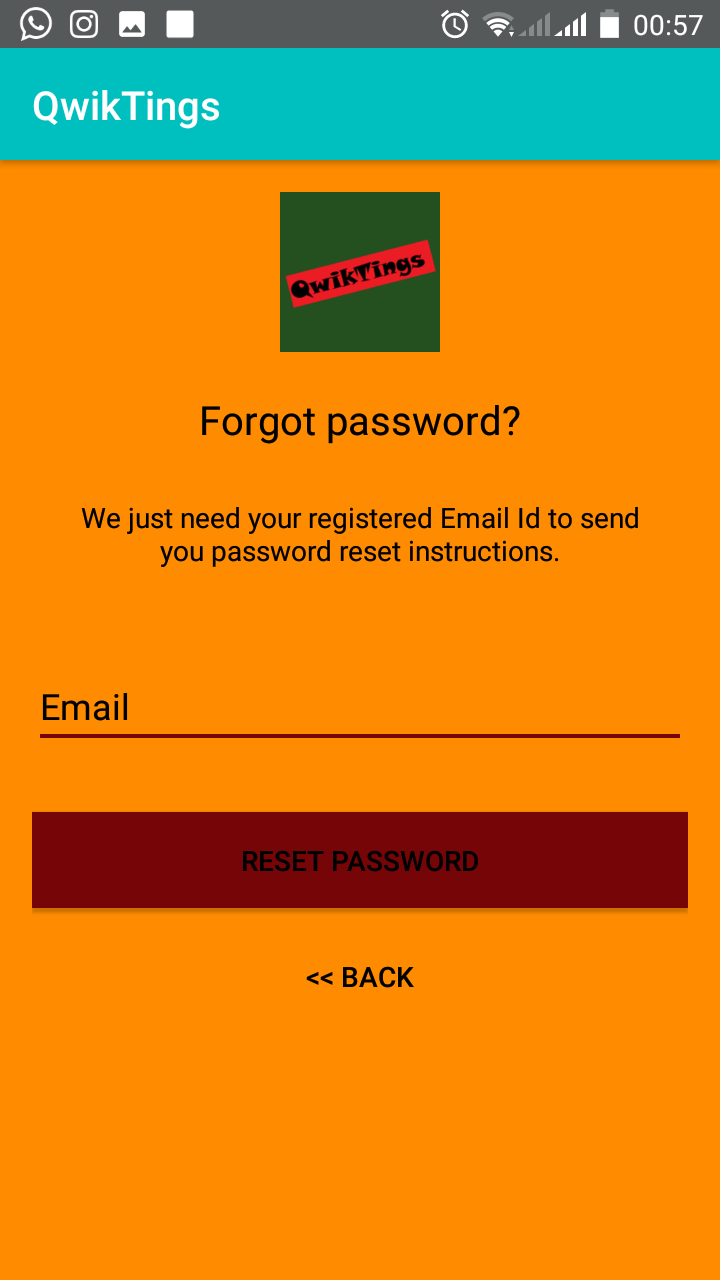 00:57
QwikTings
QwikTings
Forgot password?
We just need your registered Email Id to send
you password reset instructions.
Email
RESET PASSWORD
<< BACK